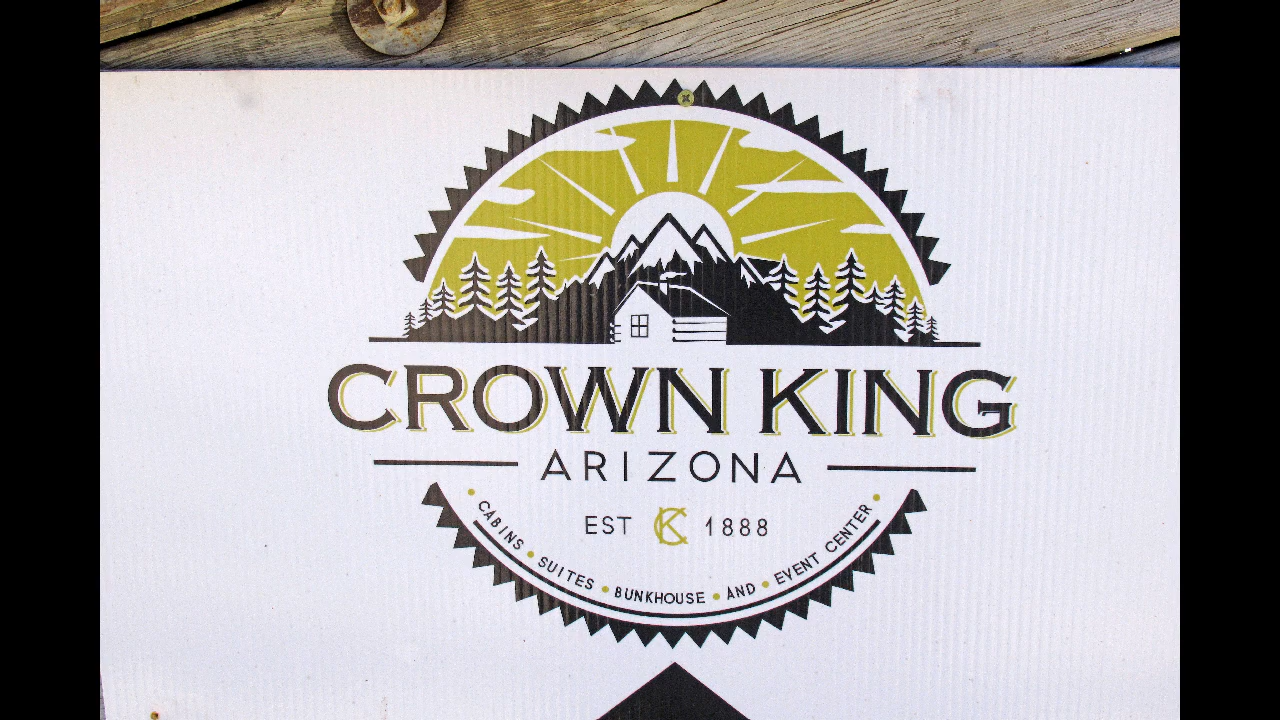 CROWN KING
ARIZONA
EST CK 1888
• CABINS • SUITES • BUNKHOUSE • AND • EVENT CENTER •